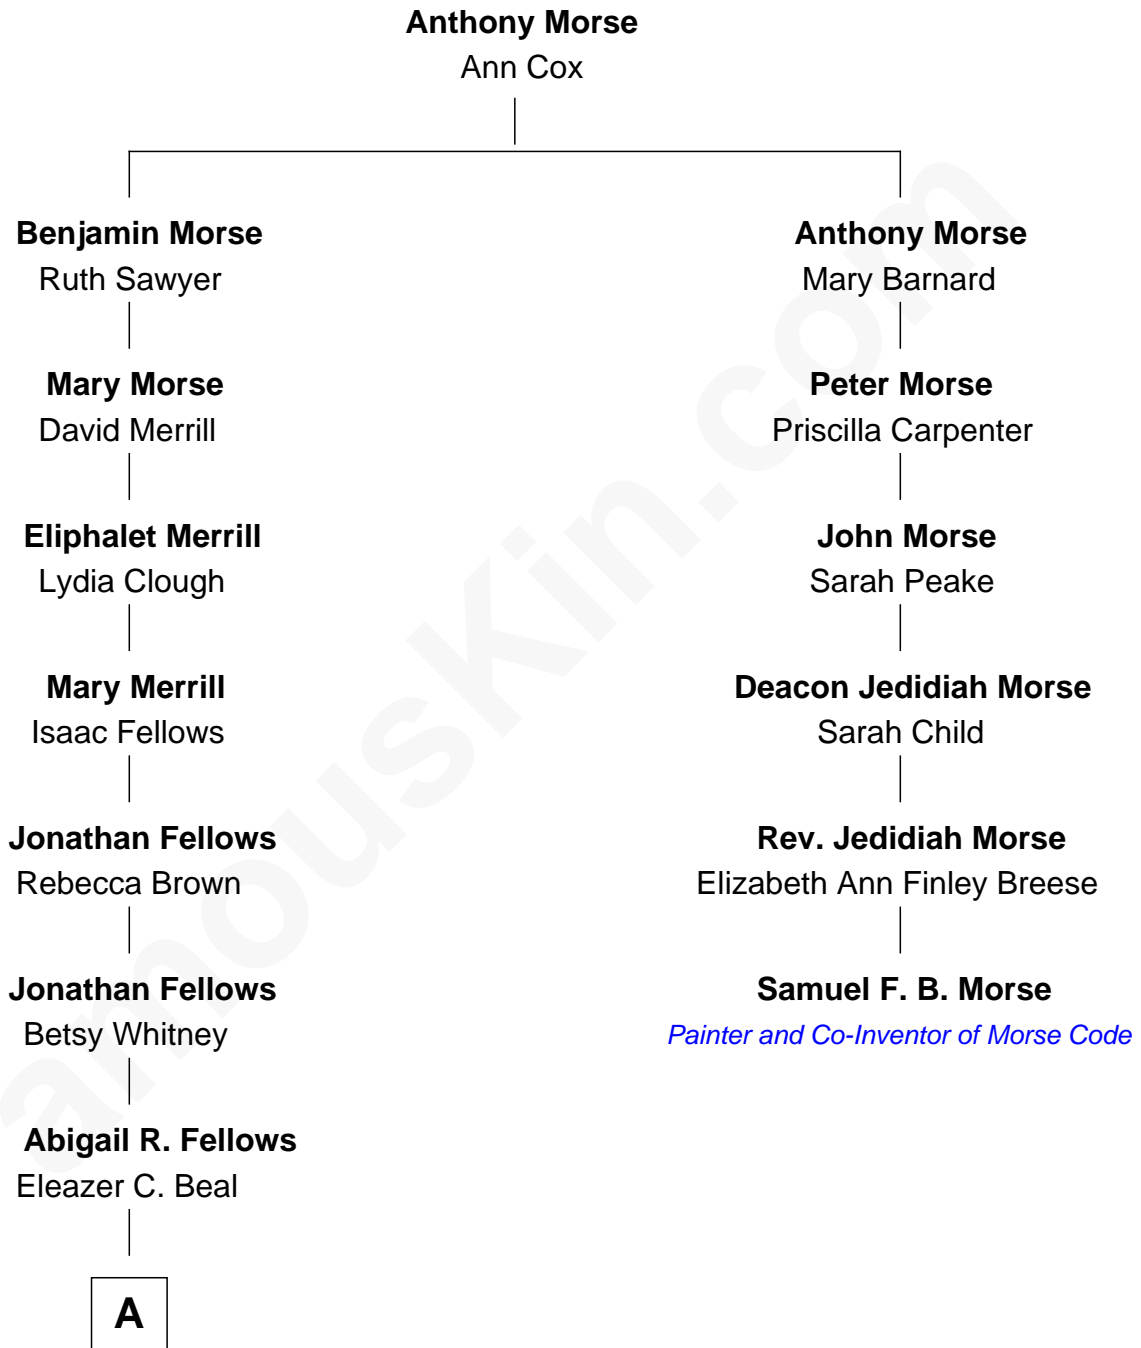 Anthony Morse
Ann Cox
Benjamin Morse
Ruth Sawyer
Anthony Morse
Mary Barnard
Mary Morse
David Merrill
Peter Morse
Priscilla Carpenter
Eliphalet Merrill
Lydia Clough
John Morse
Sarah Peake
Mary Merrill
Isaac Fellows
Deacon Jedidiah Morse
Sarah Child
Jonathan Fellows
Rebecca Brown
Rev. Jedidiah Morse
Elizabeth Ann Finley Breese
Jonathan Fellows
Betsy Whitney
Samuel F. B. Morse
Painter and Co-Inventor of Morse Code
Abigail R. Fellows
Eleazer C. Beal
A
amouskin.com